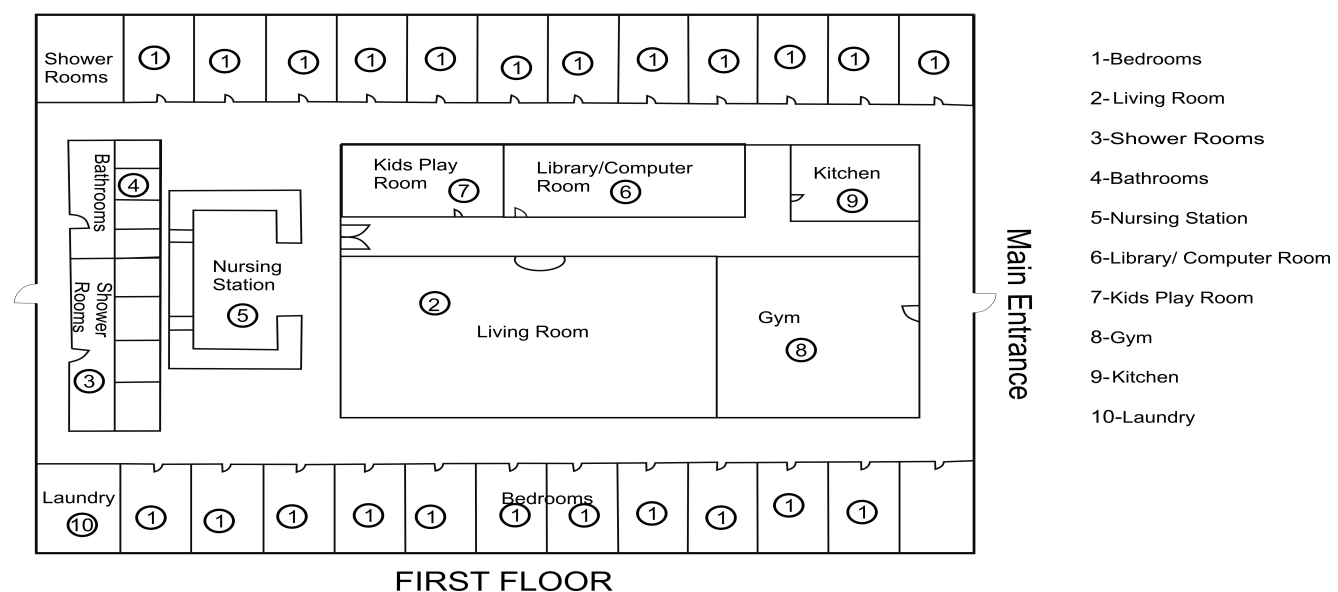 Shower
Rooms
1 1 1 1 1 1 1 1 1 1 1 1
Bathrooms
4
Kids Play
Room 7
Library/Computer
Room 6
Kitchen
9
Nursing
Station
5
Shower
Rooms
3
2
Living Room
Gym
8
Main Entrance
Laundry
10
Bedrooms
1 1 1 1 1 1 1 1 1 1 1
FIRST FLOOR
1-Bedrooms
2-Living Room
3-Shower Rooms
4-Bathrooms
5-Nursing Station
6-Library/ Computer Room
7-Kids Play Room
8-Gym
9-Kitchen
10-Laundry